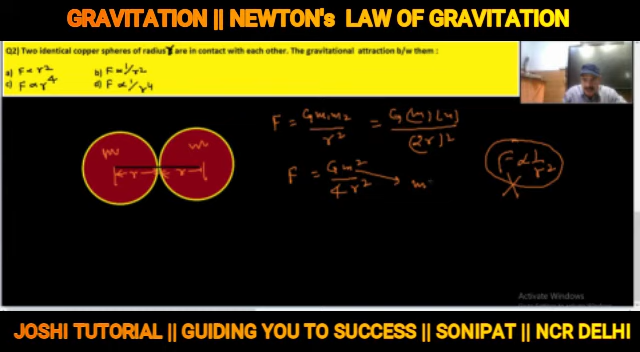 GRAVITATION || NEWTON's LAW OF GRAVITATION
Q2) Two identical copper spheres of radius r are in contact with each other. The gravitational attraction b/w them :
a) F ∝ r² b) F ∝ 1/r²
c) F ∝ r⁴ d) F ∝ 1/r⁴
F = Gm₁m₂/r² = G(m)(m)/(2r)²
m m
r r
F ∝ 1/r²
F = Gm²/4r² → m
Activate Windows
JOSHI TUTORIAL || GUIDING YOU TO SUCCESS || SONIPAT || NCR DELHI